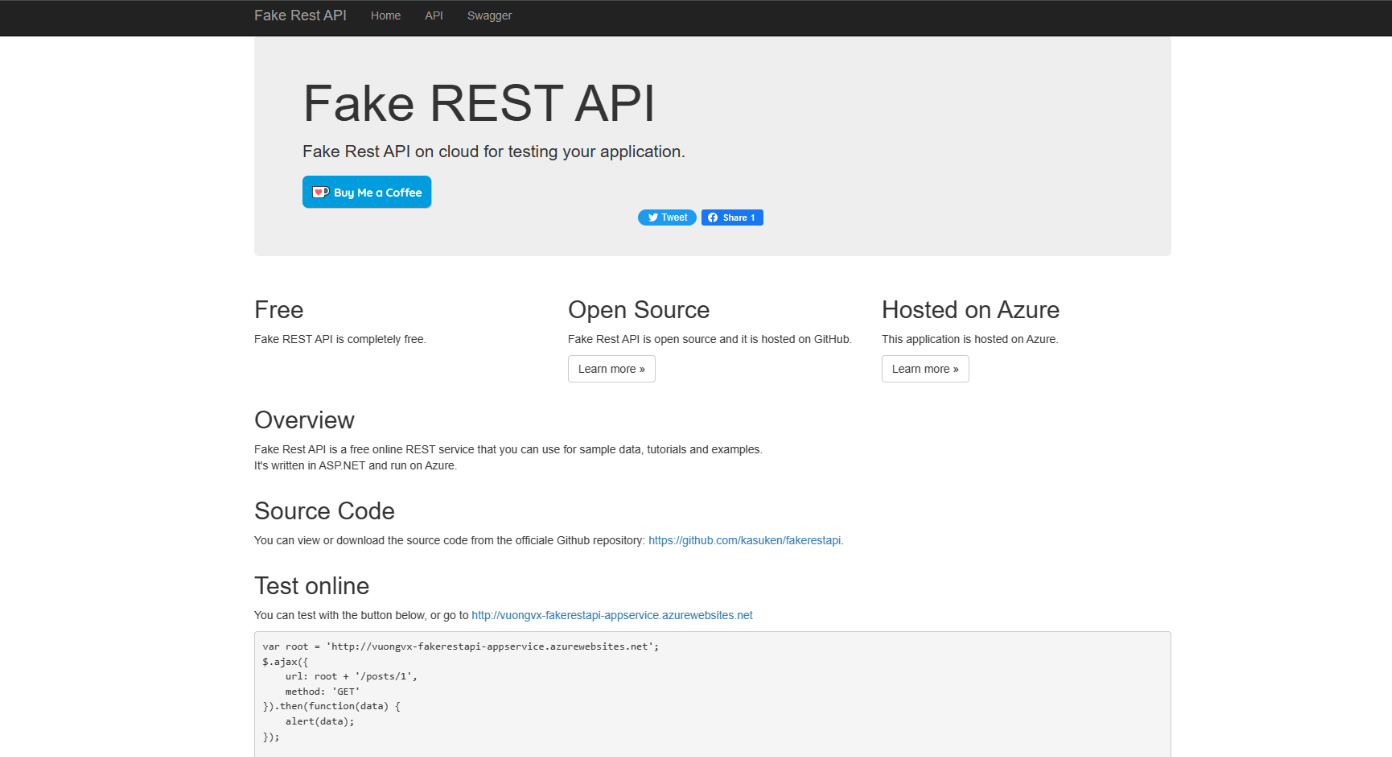 Fake Rest API Home API Swagger
Fake REST API
Fake Rest API on cloud for testing your application.
Buy Me a Coffee
Tweet Share 1
Free
Fake REST API is completely free.
Open Source
Fake Rest API is open source and it is hosted on GitHub.
Learn more »
Hosted on Azure
This application is hosted on Azure.
Learn more »
Overview
Fake Rest API is a free online REST service that you can use for sample data, tutorials and examples.
It's written in ASP.NET and run on Azure.
Source Code
You can view or download the source code from the officiale Github repository: https://github.com/kasuken/fakerestapi.
Test online
You can test with the button below, or go to http://vuongvx-fakerestapi-appservice.azurewebsites.net
var root = 'http://vuongvx-fakerestapi-appservice.azurewebsites.net';
$.ajax({
    url: root + '/posts/1',
    method: 'GET'
}).then(function(data) {
    alert(data);
});